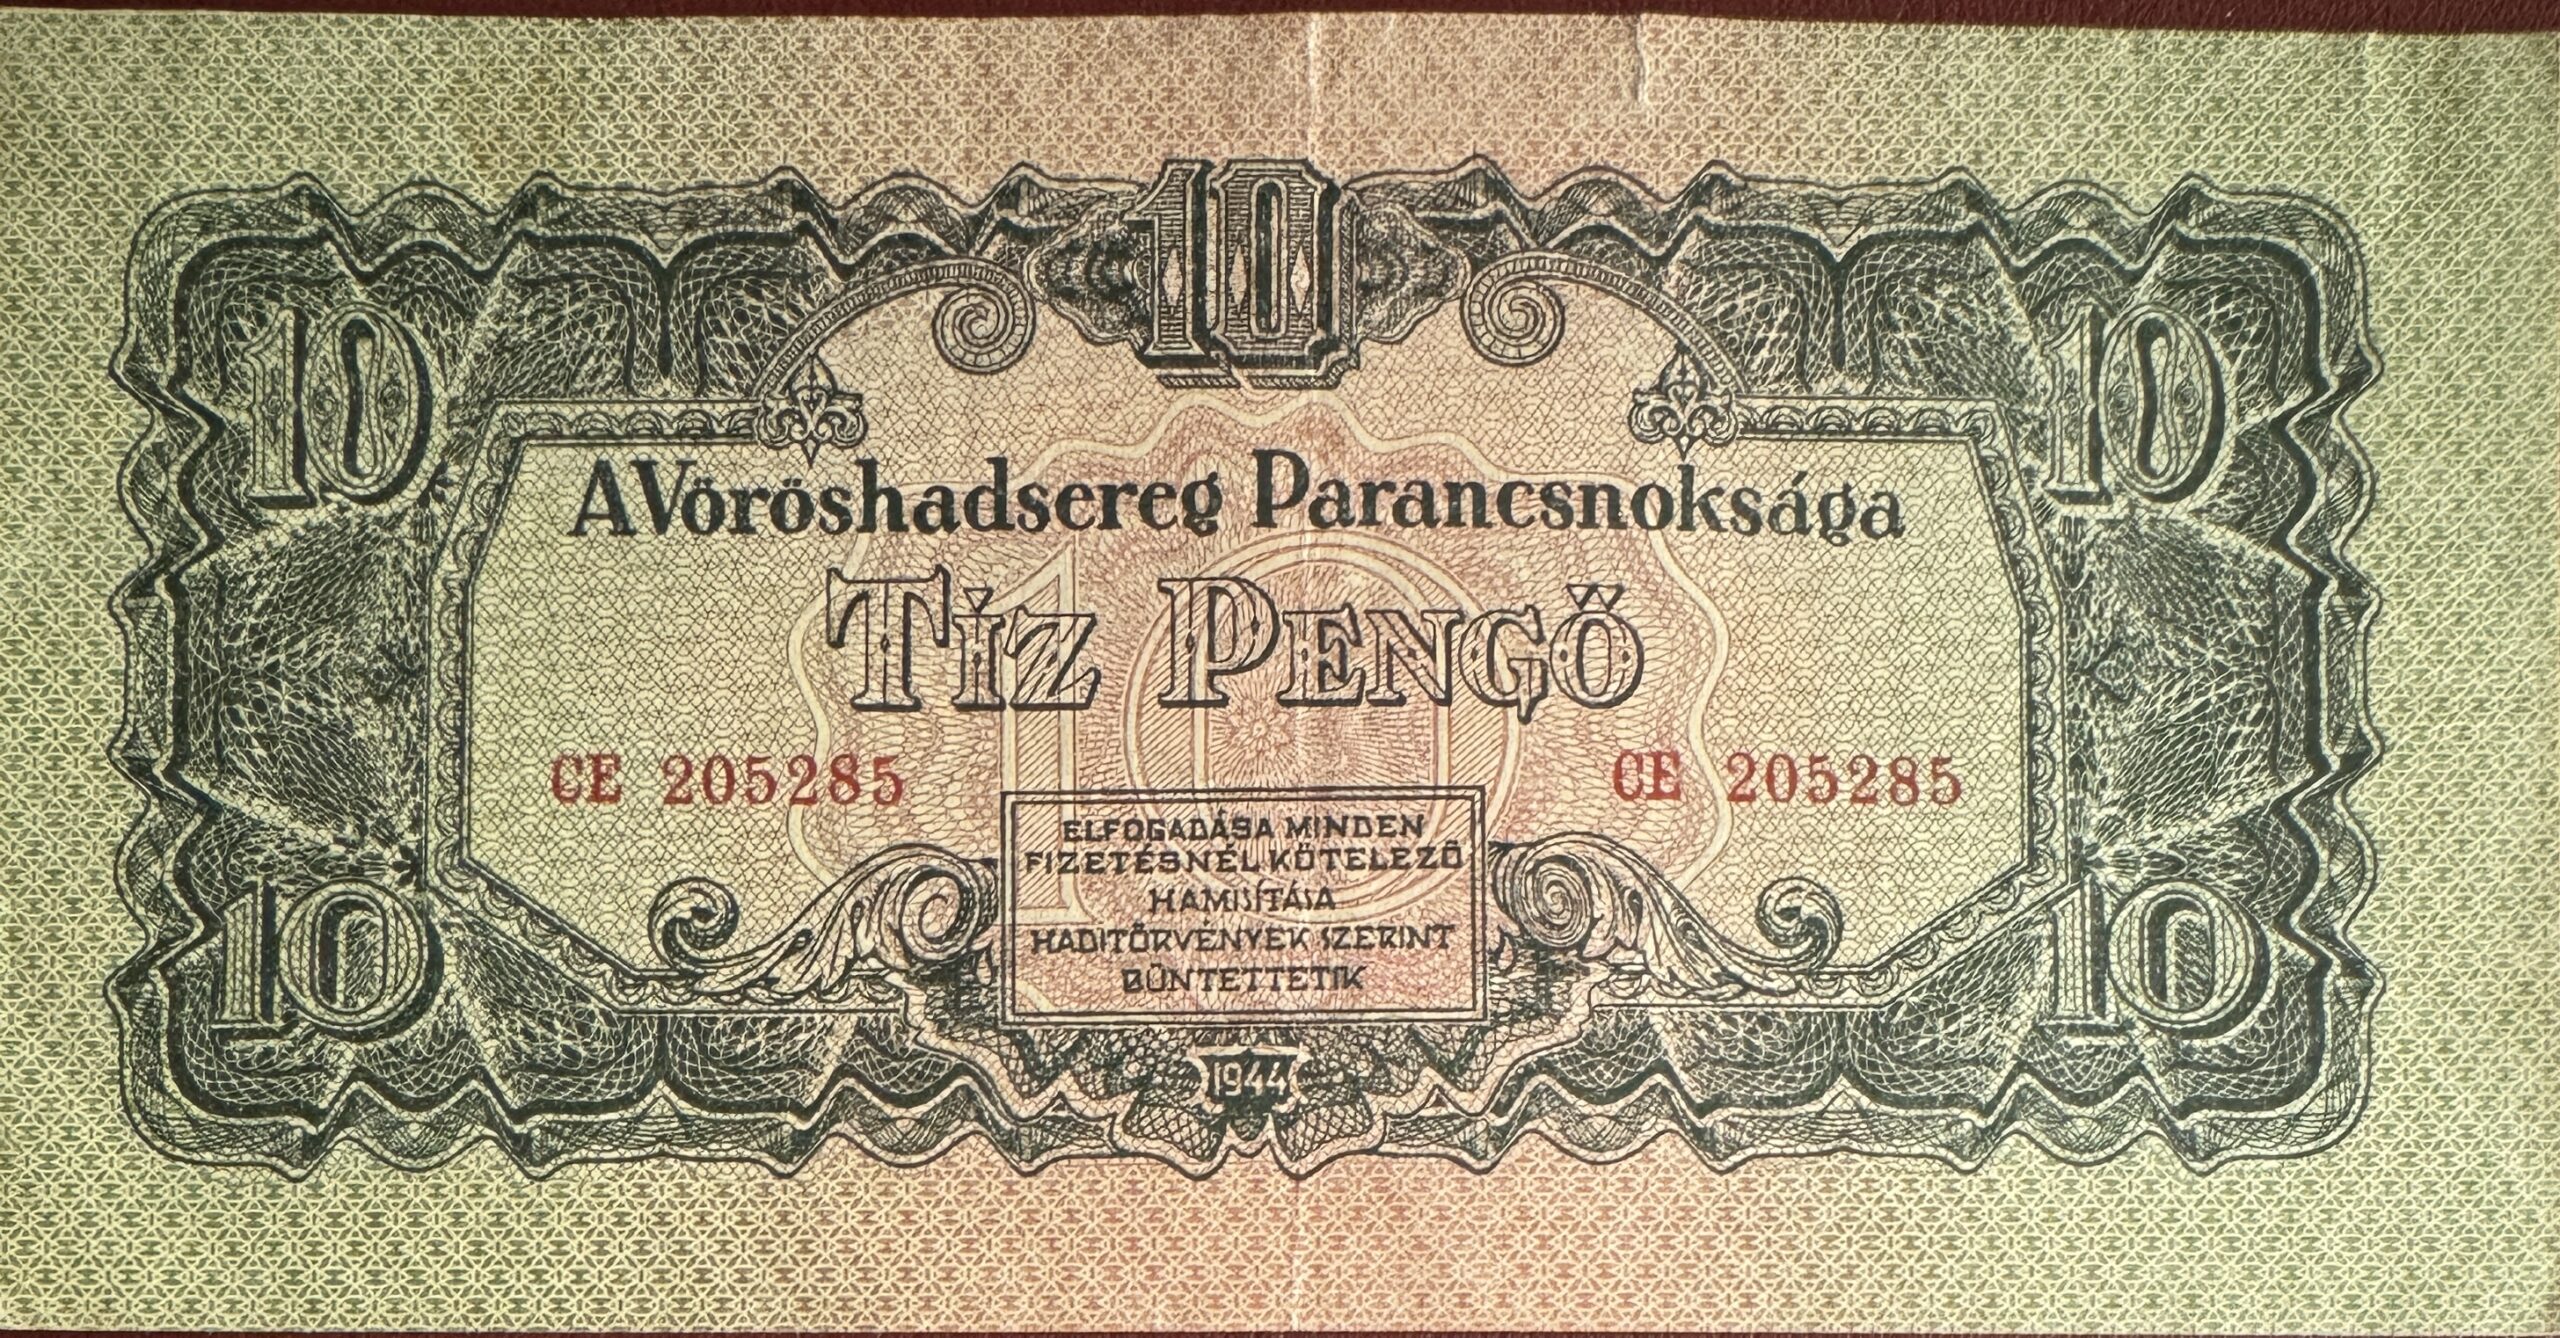 10
10
10
A Vöröshadsereg Parancsnoksága
TÍZ PENGŐ
10
CE 205285
CE 205285
ELFOGADÁSA MINDEN
FIZETÉSNÉL KÖTELEZŐ
HAMISÍTÁSA
HADITÖRVÉNYEK SZERINT
BÜNTETTETIK
10
10
1944